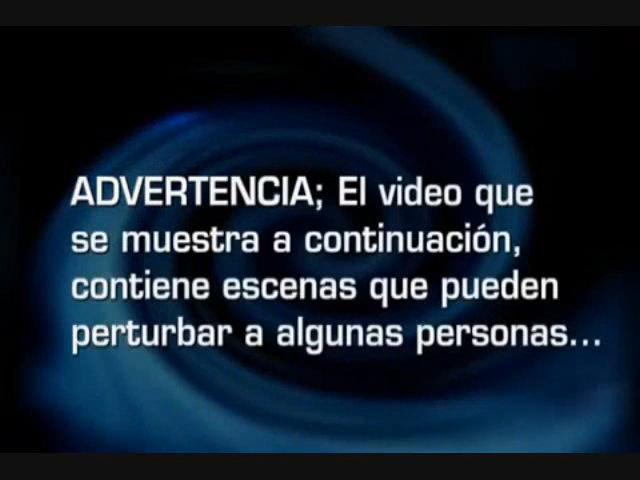 ADVERTENCIA; El video que
se muestra a continuación,
contiene escenas que pueden
perturbar a algunas personas...